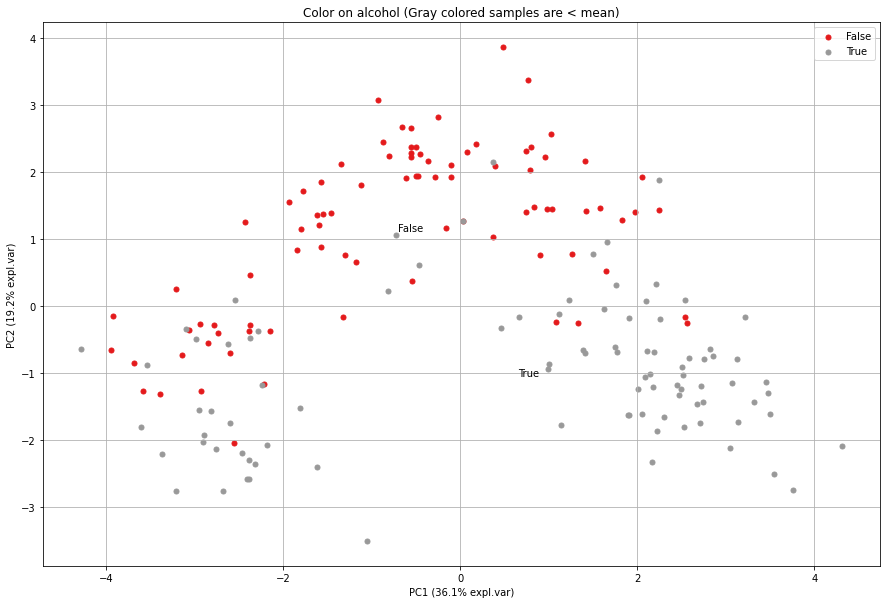 Color on alcohol (Gray colored samples are < mean)
False
True
4
3
2
1
0
−1
−2
−3
PC2 (19.2% expl.var)
False
True
−4
−2
0
2
4
PC1 (36.1% expl.var)